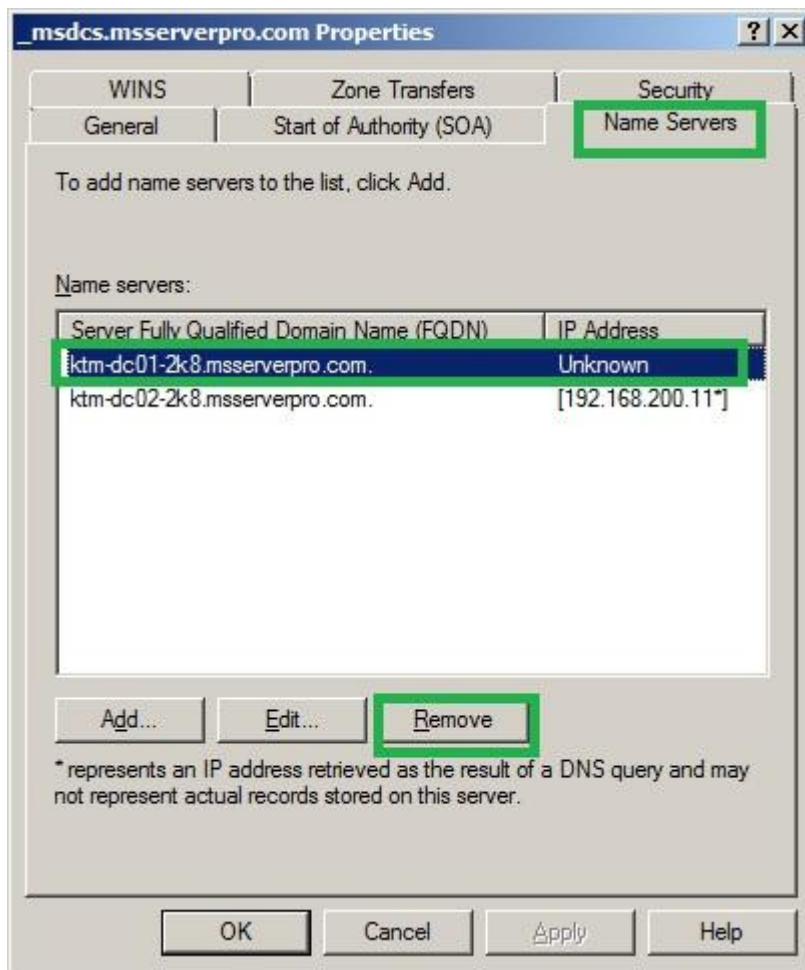 _msdcs.msserverpro.com Properties
WINS Zone Transfers Security
General Start of Authority (SOA) Name Servers
To add name servers to the list, click Add.
Name servers:
Server Fully Qualified Domain Name (FQDN) IP Address
ktm-dc01-2k8.msserverpro.com. Unknown
ktm-dc02-2k8.msserverpro.com. [192.168.200.11*]
Add... Edit... Remove
* represents an IP address retrieved as the result of a DNS query and may
not represent actual records stored on this server.
OK Cancel Apply Help